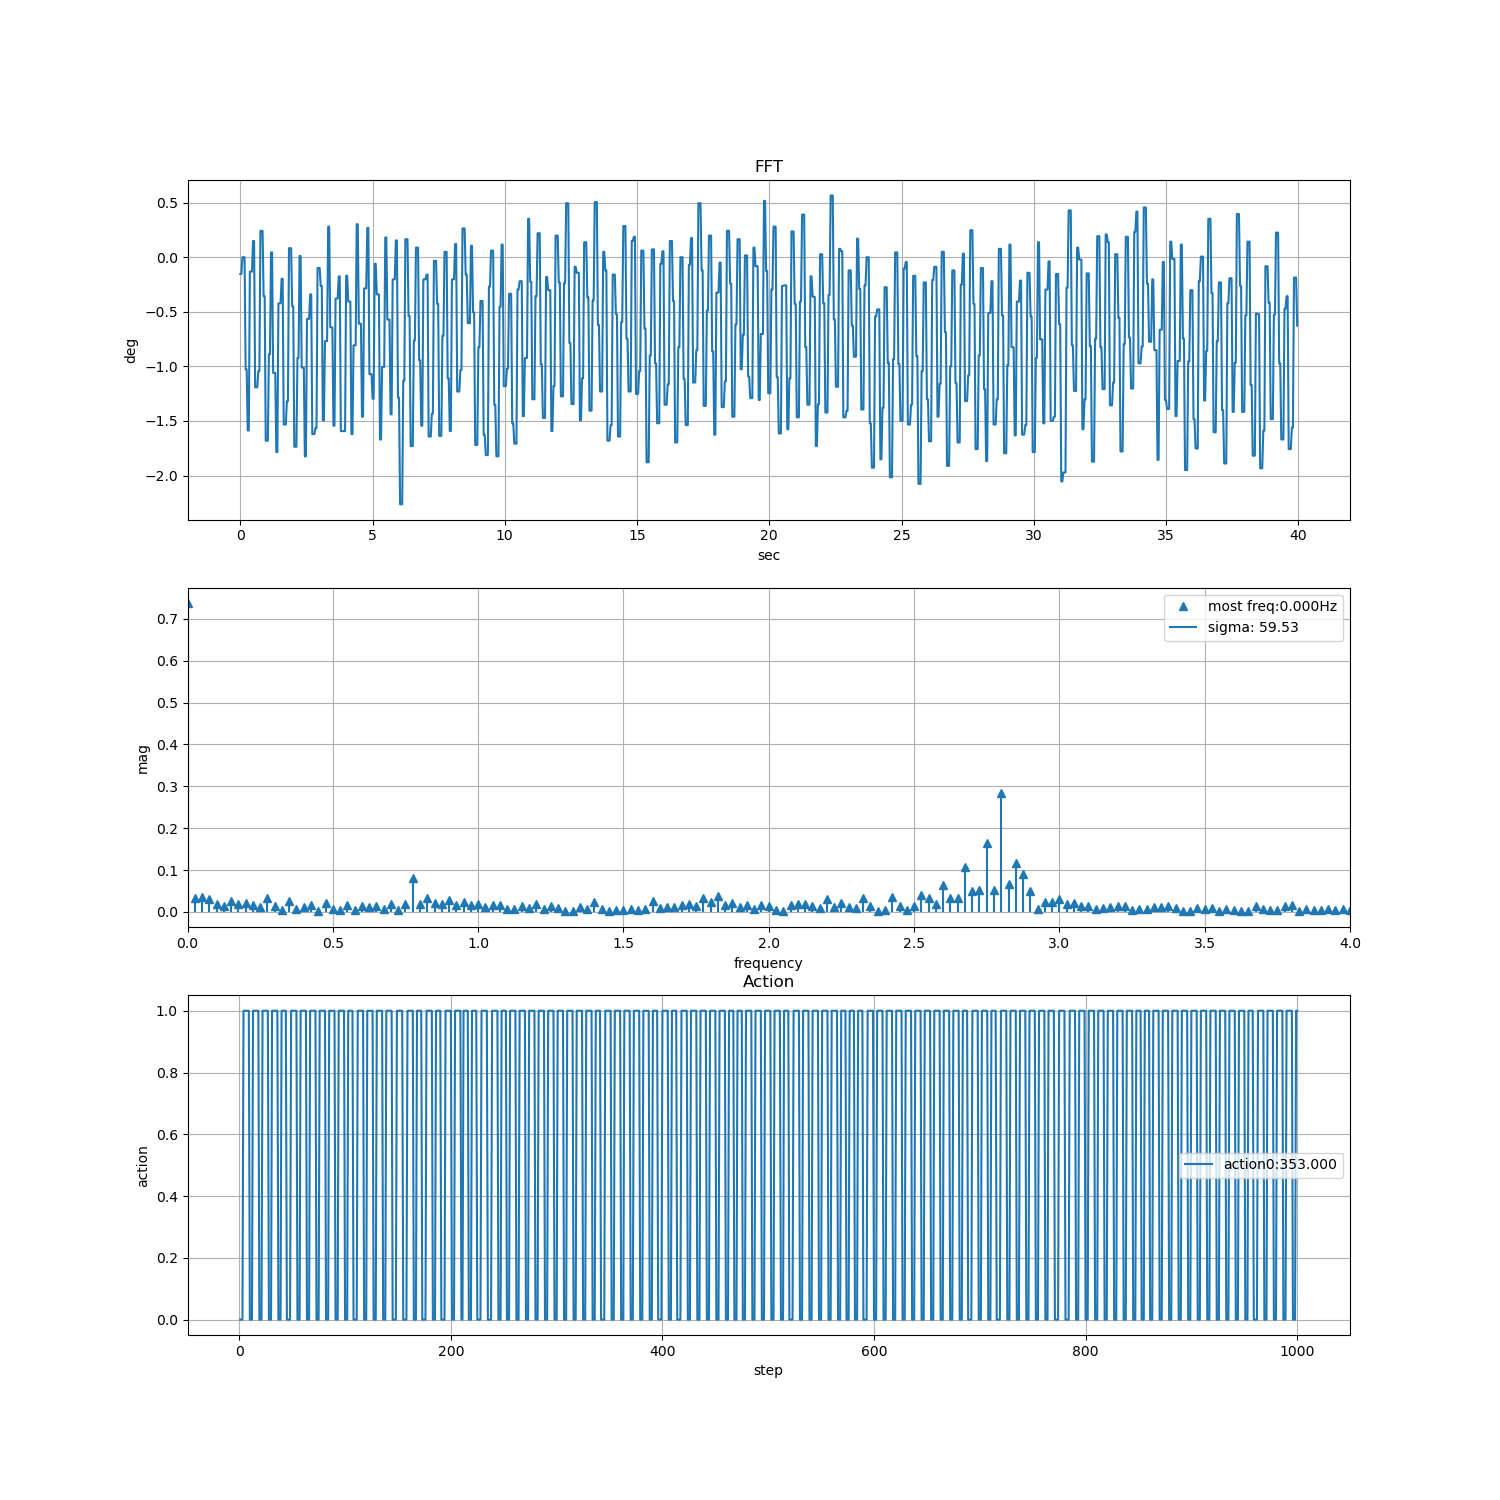 FFT
0.5
0.0
−0.5
−1.0
−1.5
−2.0
deg
0 5 10 15 20 25 30 35 40
sec
0.7
0.6
0.5
0.4
0.3
0.2
0.1
0.0
mag
most freq:0.000Hz
sigma: 59.53
0.0 0.5 1.0 1.5 2.0 2.5 3.0 3.5 4.0
frequency
Action
1.0
0.8
0.6
0.4
0.2
0.0
action
action0:353.000
0 200 400 600 800 1000
step